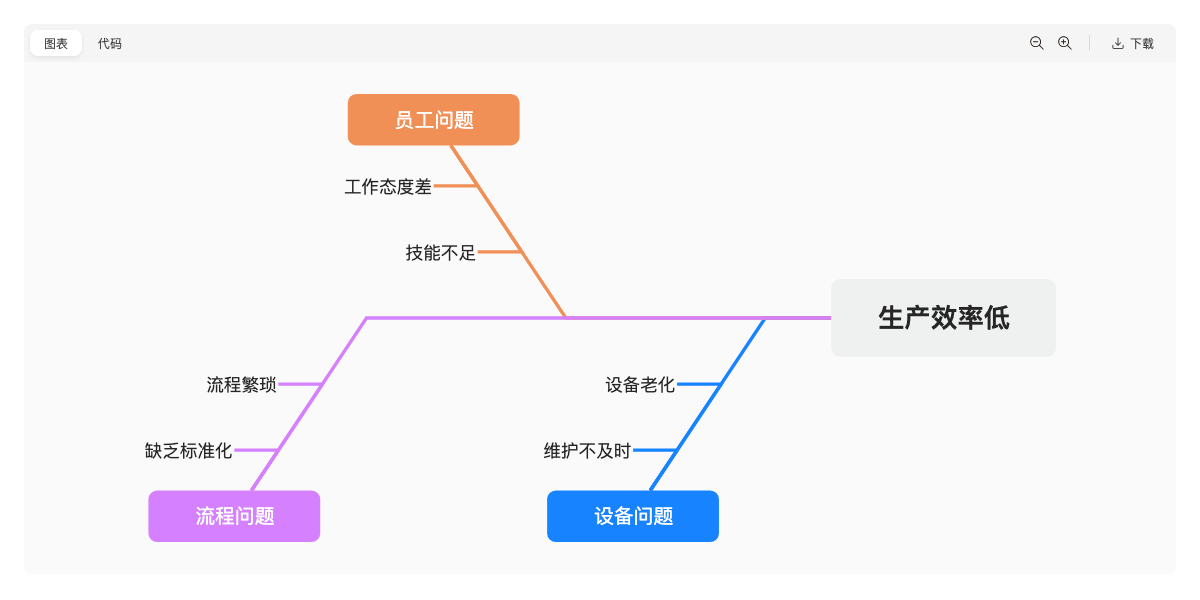 图表
代码
下载
员工问题
工作态度差
技能不足
生产效率低
流程繁琐
设备老化
缺乏标准化
维护不及时
流程问题
设备问题